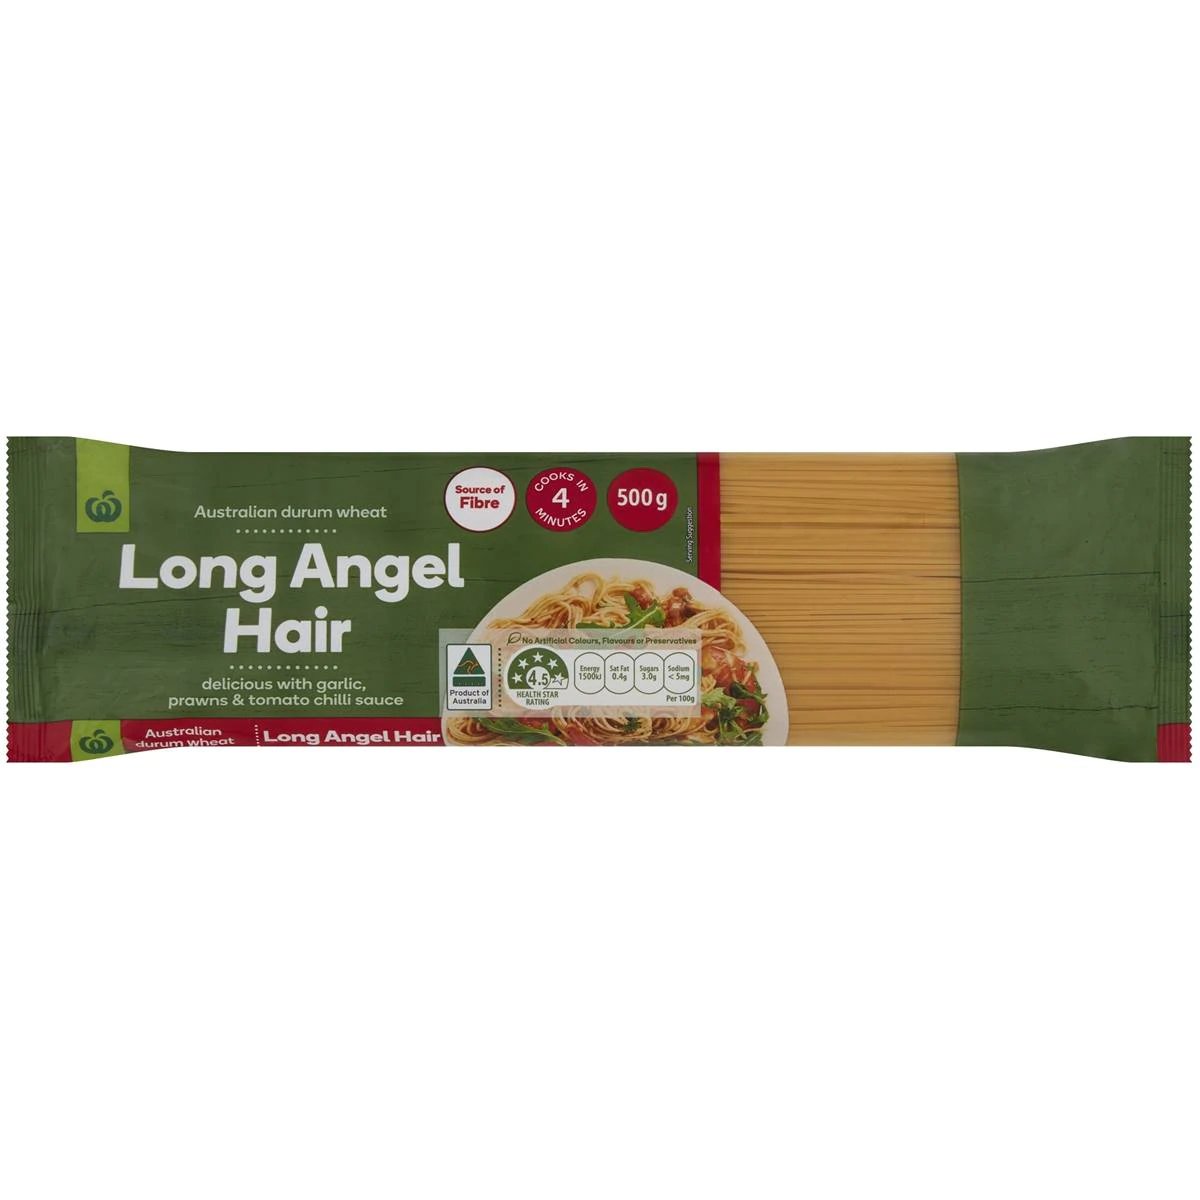 Australian durum wheat
Long Angel
Hair
delicious with garlic,
prawns & tomato chilli sauce
Source of
Fibre
COOKS IN
4
MINUTES
500g
Serving Suggestion
No Artificial Colours, Flavours or Preservatives
Product of
Australia
4.5
HEALTH STAR
RATING
Energy
1500kJ
Sat Fat
0.4g
Sugars
3.0g
Sodium
< 5mg
Per 100g
Australian
durum wheat
Long Angel Hair